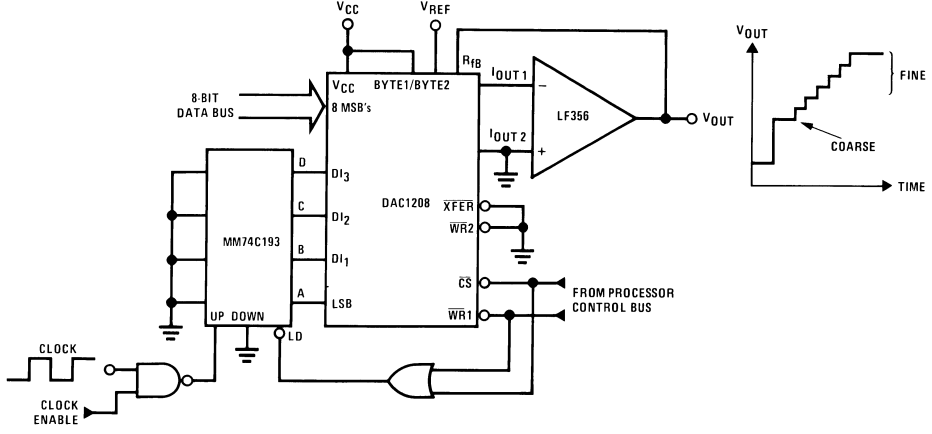 VCC
VREF
VCC
BYTE1/BYTE2
RfB
8-BIT
DATA BUS
8 MSB's
IOUT 1
–
LF356
VOUT
IOUT 2
+
VOUT
FINE
COARSE
TIME
D
DI3
C
DI2
MM74C193
DAC1208
XFER
WR2
B
DI1
A
LSB
CS
WR1
FROM PROCESSOR
CONTROL BUS
UP DOWN
LD
CLOCK
CLOCK
ENABLE